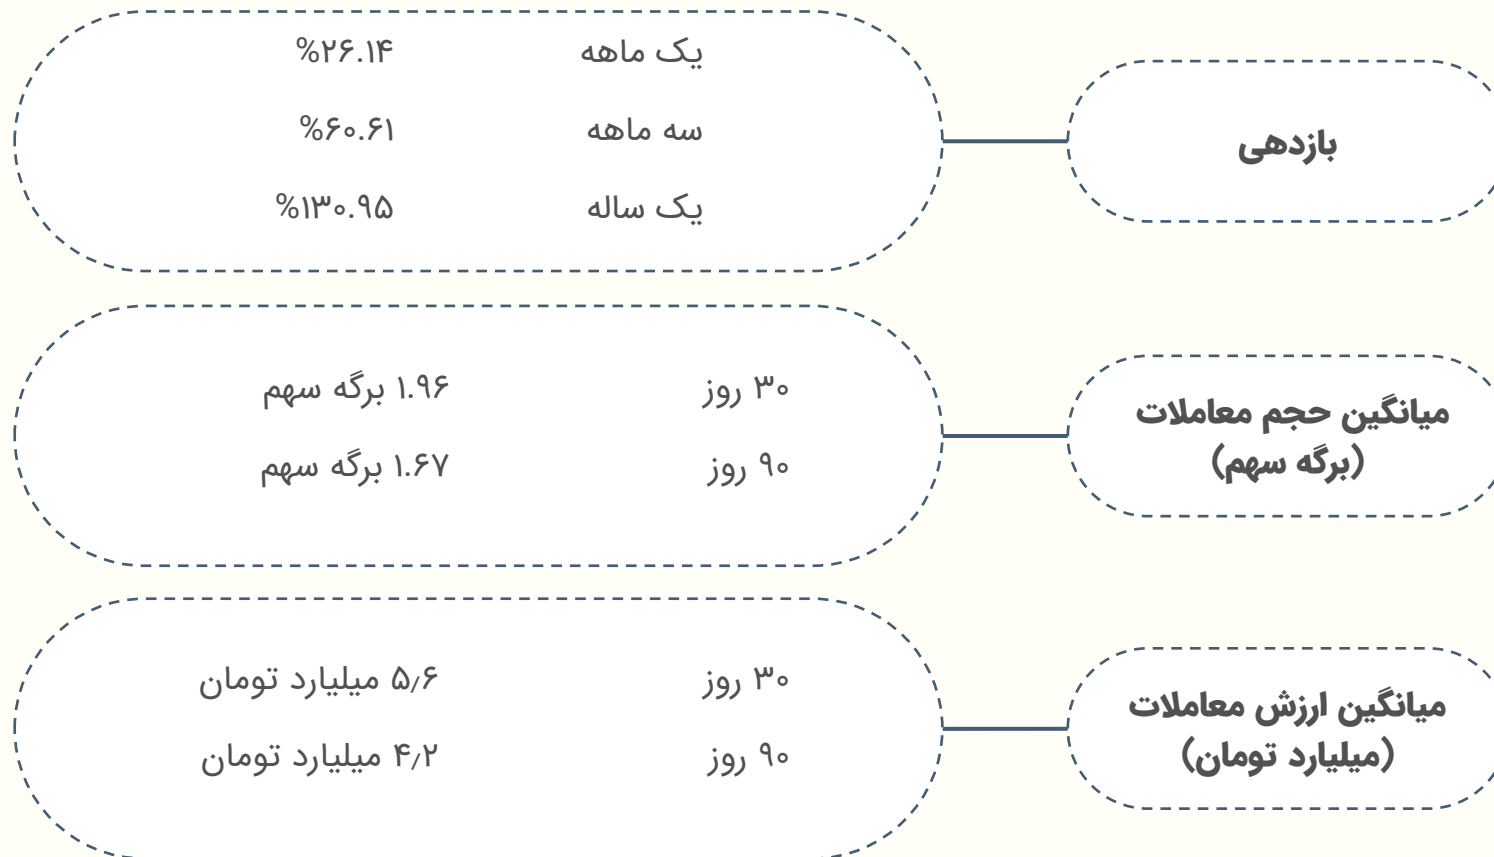 بازدهی
یک ماهه %۲۶.۱۴
سه ماهه %۶۰.۶۱
یک ساله %۱۳۰.۹۵
میانگین حجم معاملات
(برگه سهم)
۳۰ روز ۱.۹۶ برگه سهم
۹۰ روز ۱.۶۷ برگه سهم
میانگین ارزش معاملات
(میلیارد تومان)
۳۰ روز ۵٫۶ میلیارد تومان
۹۰ روز ۴٫۲ میلیارد تومان